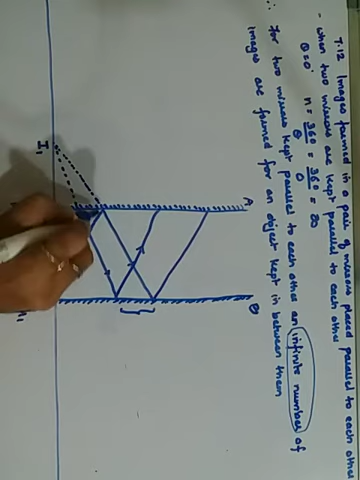 7.12 Images formed in a pair of mirrors placed parallel to each other
- when two mirrors are kept parallel to each other
θ=0° n = 360/θ = 360/0 = ∞
∴ For two mirrors kept parallel to each other an infinite number of
images are formed for an object kept in between them
A
B
I₁